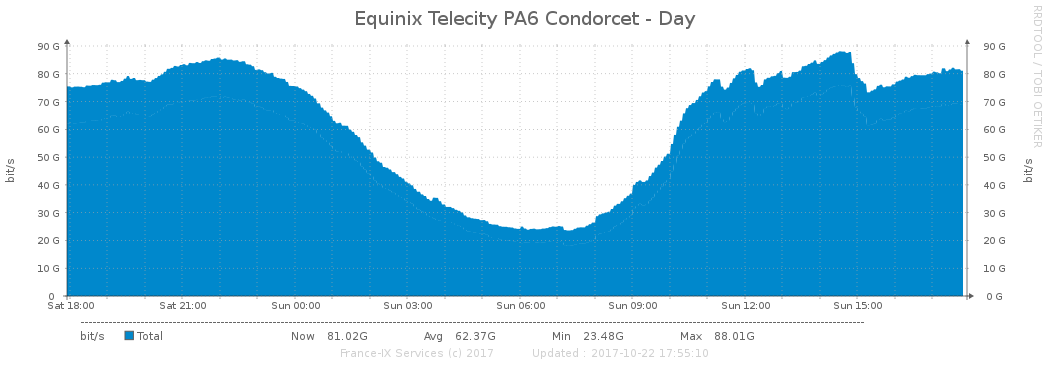 Equinix Telecity PA6 Condorcet - Day
RRDTOOL / TOBI OETIKER
90 G 90 G
80 G 80 G
70 G 70 G
60 G 60 G
50 G 50 G
40 G 40 G
30 G 30 G
20 G 20 G
10 G 10 G
0 0 G
bit/s
bit/s
Sat 18:00 Sat 21:00 Sun 00:00 Sun 03:00 Sun 06:00 Sun 09:00 Sun 12:00 Sun 15:00
bit/s Total Now 81.02G Avg 62.37G Min 23.48G Max 88.01G
France-IX Services (c) 2017 Updated : 2017-10-22 17:55:10